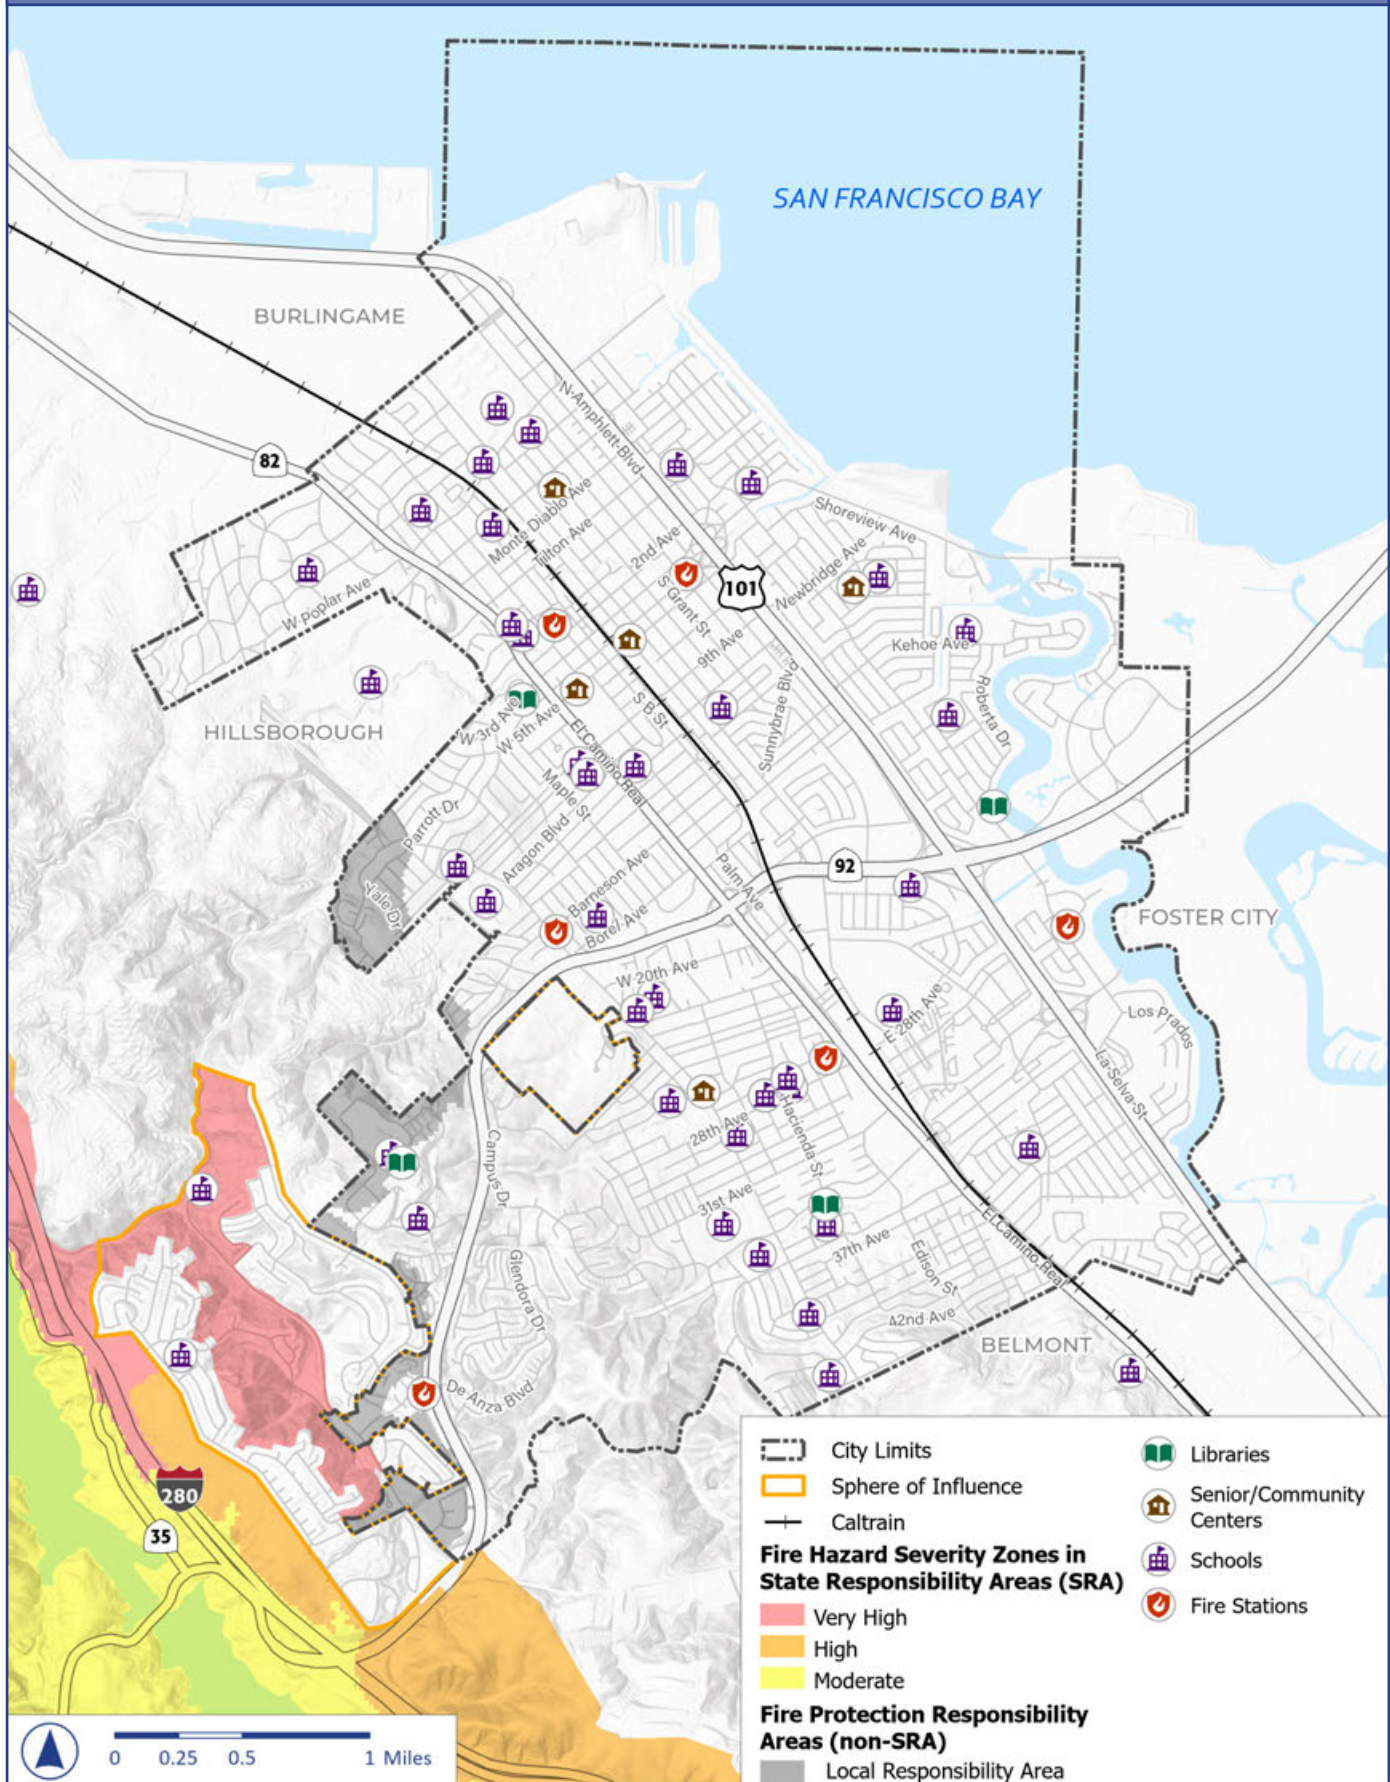 SAN FRANCISCO BAY
BURLINGAME
N Amphlett Blvd
82
Monte Diablo Ave
Tilton Ave
2nd Ave
Shoreview Ave
Newbridge Ave
101
W Poplar Ave
S Grant St
9th Ave
Kehoe Ave
Roberta Dr
Sunnybrae Blvd
HILLSBOROUGH
W 3rd Ave
W 5th Ave
S B St
El Camino Real
Maple St
Parrott Dr
Aragon Blvd
Yale Dr
Barneson Ave
Borel Ave
Palm Ave
92
FOSTER CITY
W 20th Ave
E 28th Ave
Los Prados
La Selva St
Campus Dr
28th Ave
Hacienda St
31st Ave
37th Ave
Edison St
El Camino Real
Glendora Dr
42nd Ave
BELMONT
De Anza Blvd
280
35
City Limits
Sphere of Influence
Caltrain
Fire Hazard Severity Zones in
State Responsibility Areas (SRA)
Very High
High
Moderate
Fire Protection Responsibility
Areas (non-SRA)
Local Responsibility Area
Libraries
Senior/Community
Centers
Schools
Fire Stations
0 0.25 0.5 1 Miles